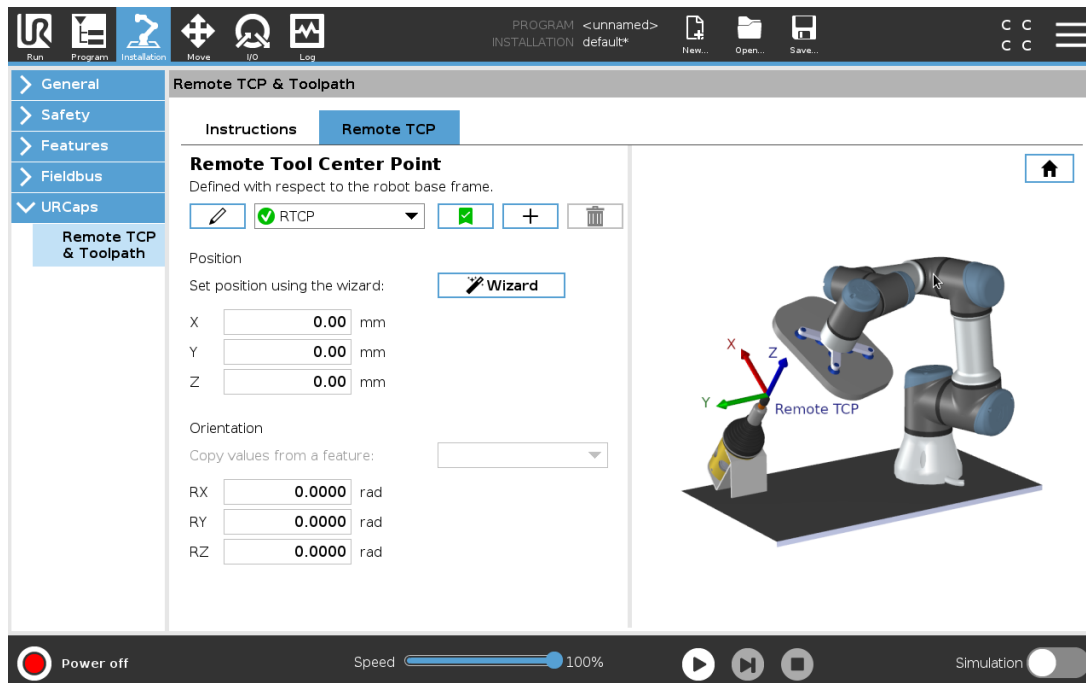 PROGRAM <unnamed>
INSTALLATION default*
UR
Run
Program
Installation
Move
I/O
Log
New...
Open...
Save...
C C
C C
General
Safety
Features
Fieldbus
URCaps
Remote TCP
& Toolpath
Remote TCP & Toolpath
Instructions
Remote TCP
Remote Tool Center Point
Defined with respect to the robot base frame.
RTCP
Position
Set position using the wizard:
Wizard
X 0.00 mm
Y 0.00 mm
Z 0.00 mm
Orientation
Copy values from a feature:
RX 0.0000 rad
RY 0.0000 rad
RZ 0.0000 rad
X
Z
Y
Remote TCP
Power off
Speed
100%
Simulation